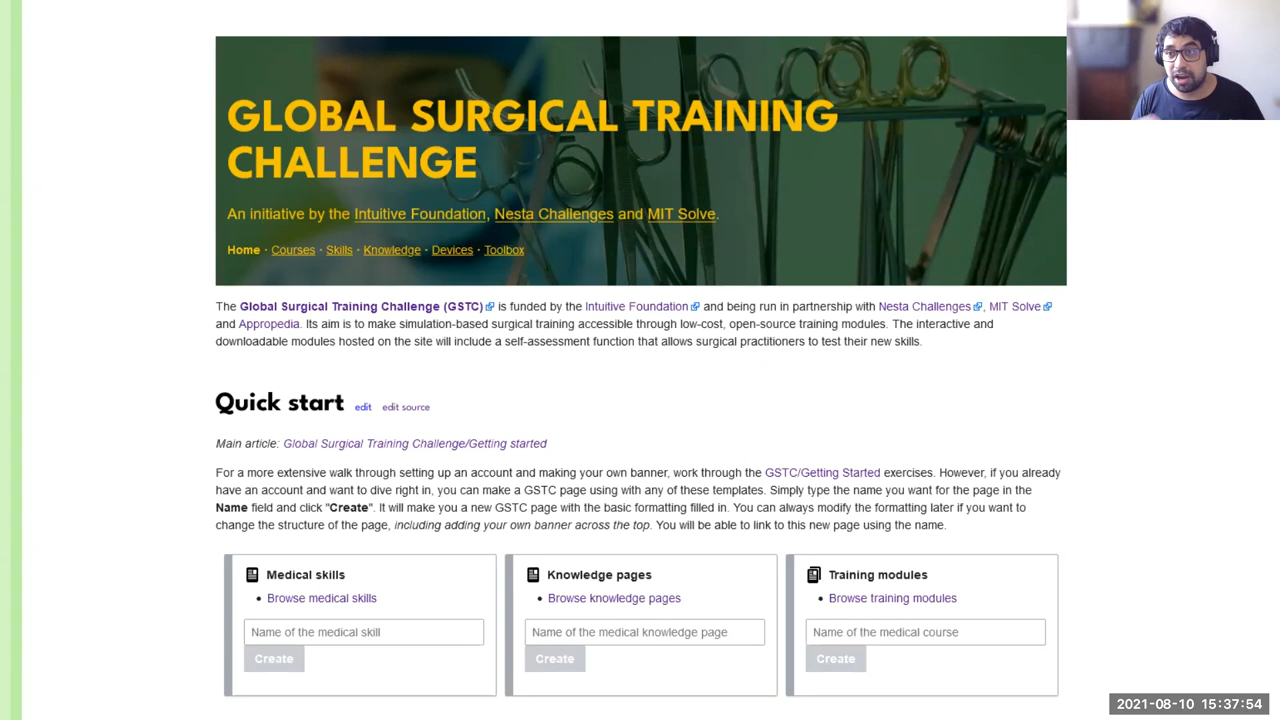 GLOBAL SURGICAL TRAINING
CHALLENGE
An initiative by the Intuitive Foundation, Nesta Challenges and MIT Solve.
Home · Courses · Skills · Knowledge · Devices · Toolbox
The Global Surgical Training Challenge (GSTC) is funded by the Intuitive Foundation and being run in partnership with Nesta Challenges, MIT Solve
and Appropedia. Its aim is to make simulation-based surgical training accessible through low-cost, open-source training modules. The interactive and
downloadable modules hosted on the site will include a self-assessment function that allows surgical practitioners to test their new skills.
Quick start edit edit source
Main article: Global Surgical Training Challenge/Getting started
For a more extensive walk through setting up an account and making your own banner, work through the GSTC/Getting Started exercises. However, if you already
have an account and want to dive right in, you can make a GSTC page using with any of these templates. Simply type the name you want for the page in the
Name field and click "Create". It will make you a new GSTC page with the basic formatting filled in. You can always modify the formatting later if you want to
change the structure of the page, including adding your own banner across the top. You will be able to link to this new page using the name.
Medical skills
• Browse medical skills
Name of the medical skill
Create
Knowledge pages
• Browse knowledge pages
Name of the medical knowledge page
Create
Training modules
• Browse training modules
Name of the medical course
Create
2021-08-10 15:37:54